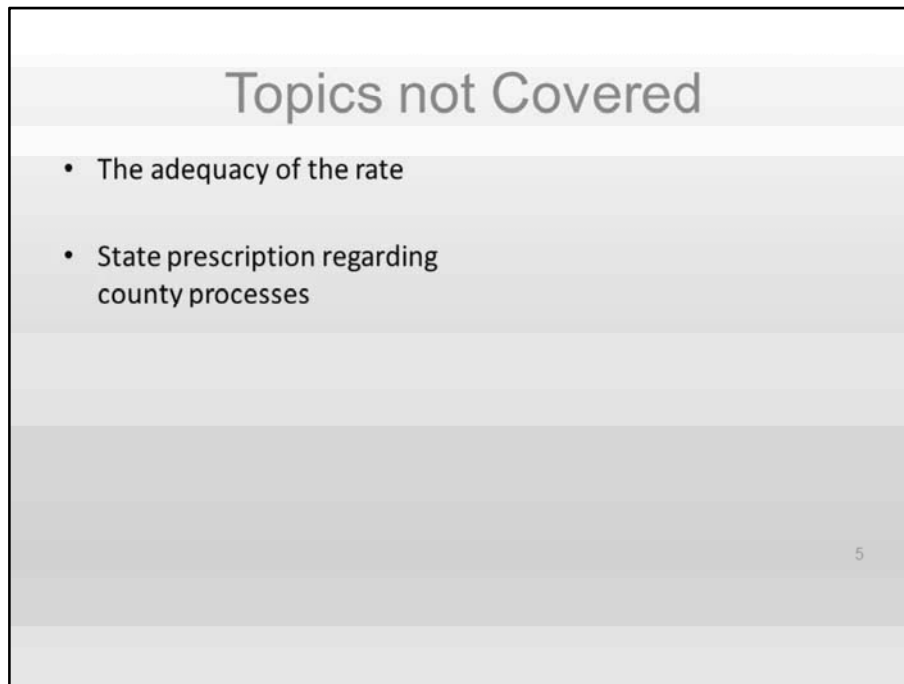 Topics not Covered
• The adequacy of the rate
• State prescription regarding
county processes
5